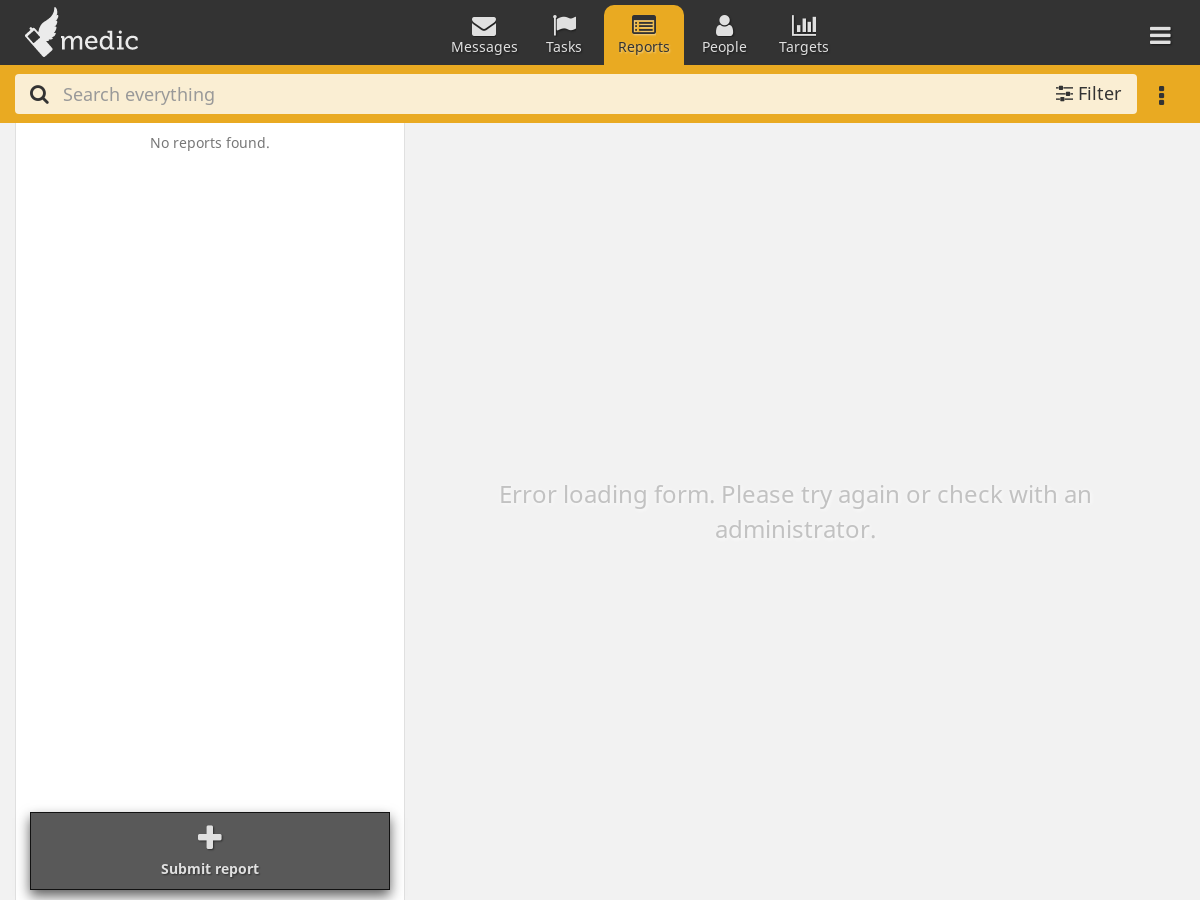 medic
Messages
Tasks
Reports
People
Targets
Search everything
Filter
No reports found.
Error loading form. Please try again or check with an
administrator.
Submit report